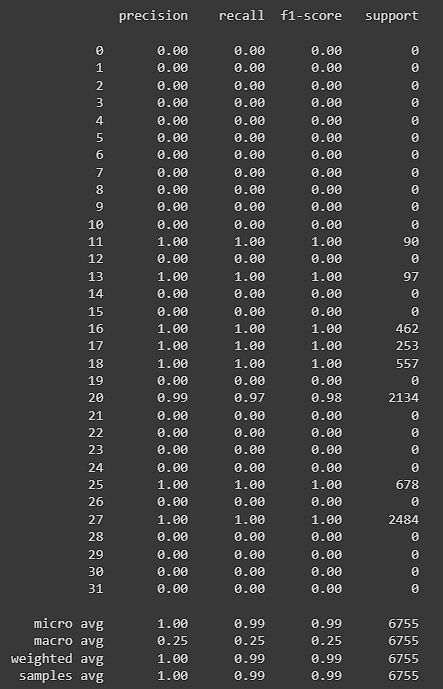 precision recall f1-score support
0 0.00 0.00 0.00 0
1 0.00 0.00 0.00 0
2 0.00 0.00 0.00 0
3 0.00 0.00 0.00 0
4 0.00 0.00 0.00 0
5 0.00 0.00 0.00 0
6 0.00 0.00 0.00 0
7 0.00 0.00 0.00 0
8 0.00 0.00 0.00 0
9 0.00 0.00 0.00 0
10 0.00 0.00 0.00 0
11 1.00 1.00 1.00 90
12 0.00 0.00 0.00 0
13 1.00 1.00 1.00 97
14 0.00 0.00 0.00 0
15 0.00 0.00 0.00 0
16 1.00 1.00 1.00 462
17 1.00 1.00 1.00 253
18 1.00 1.00 1.00 557
19 0.00 0.00 0.00 0
20 0.99 0.97 0.98 2134
21 0.00 0.00 0.00 0
22 0.00 0.00 0.00 0
23 0.00 0.00 0.00 0
24 0.00 0.00 0.00 0
25 1.00 1.00 1.00 678
26 0.00 0.00 0.00 0
27 1.00 1.00 1.00 2484
28 0.00 0.00 0.00 0
29 0.00 0.00 0.00 0
30 0.00 0.00 0.00 0
31 0.00 0.00 0.00 0
micro avg 1.00 0.99 0.99 6755
macro avg 0.25 0.25 0.25 6755
weighted avg 1.00 0.99 0.99 6755
samples avg 1.00 0.99 0.99 6755